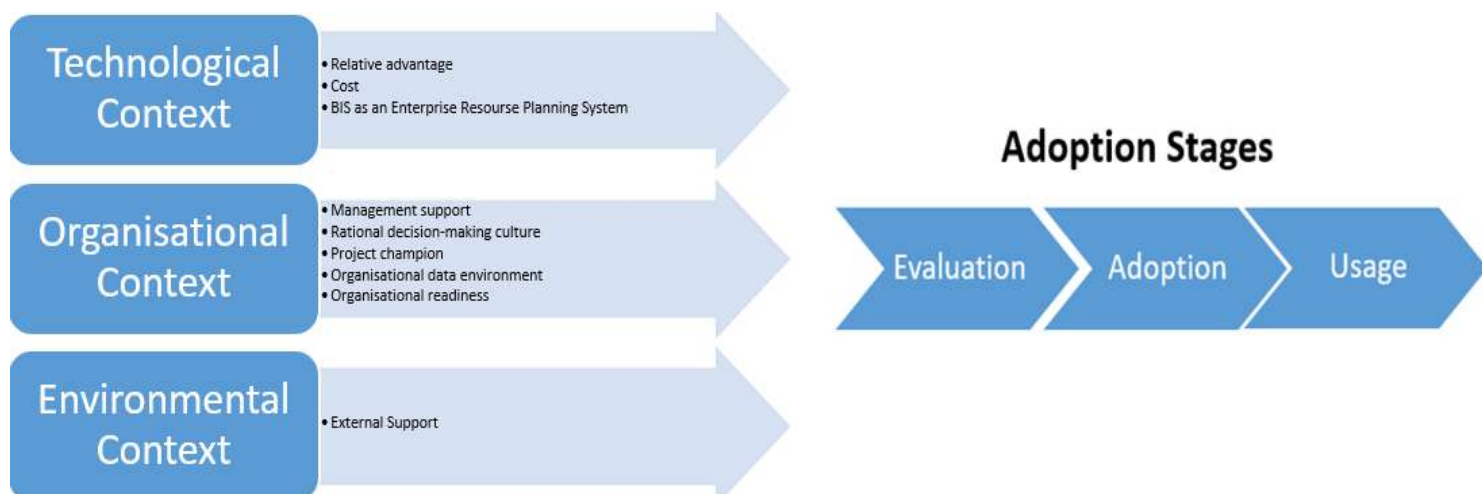 Technological
Context
• Relative advantage
• Cost
• BIS as an Enterprise Resourse Planning System
Organisational
Context
• Management support
• Rational decision-making culture
• Project champion
• Organisational data environment
• Organisational readiness
Environmental
Context
• External Support
Adoption Stages
Evaluation
Adoption
Usage